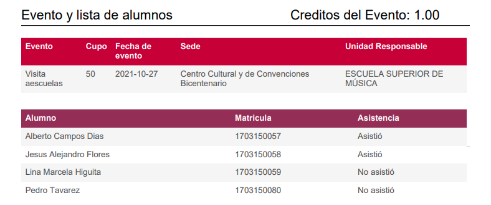 Evento y lista de alumnos Creditos del Evento: 1.00
Evento Cupo Fecha de evento Sede Unidad Responsable
Visita aescuelas 50 2021-10-27 Centro Cultural y de Convenciones Bicentenario ESCUELA SUPERIOR DE MÚSICA
Alumno Matricula Asistencia
Alberto Campos Dias 1703150057 Asistió
Jesus Alejandro Flores 1703150058 Asistió
Lina Marcela Higuita 1703150059 No asistió
Pedro Tavarez 1703150080 No asistió